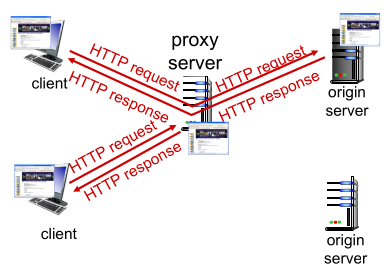 proxy
server
HTTP request
HTTP request
client
HTTP response
HTTP response
origin
server
HTTP request
HTTP response
client
origin
server